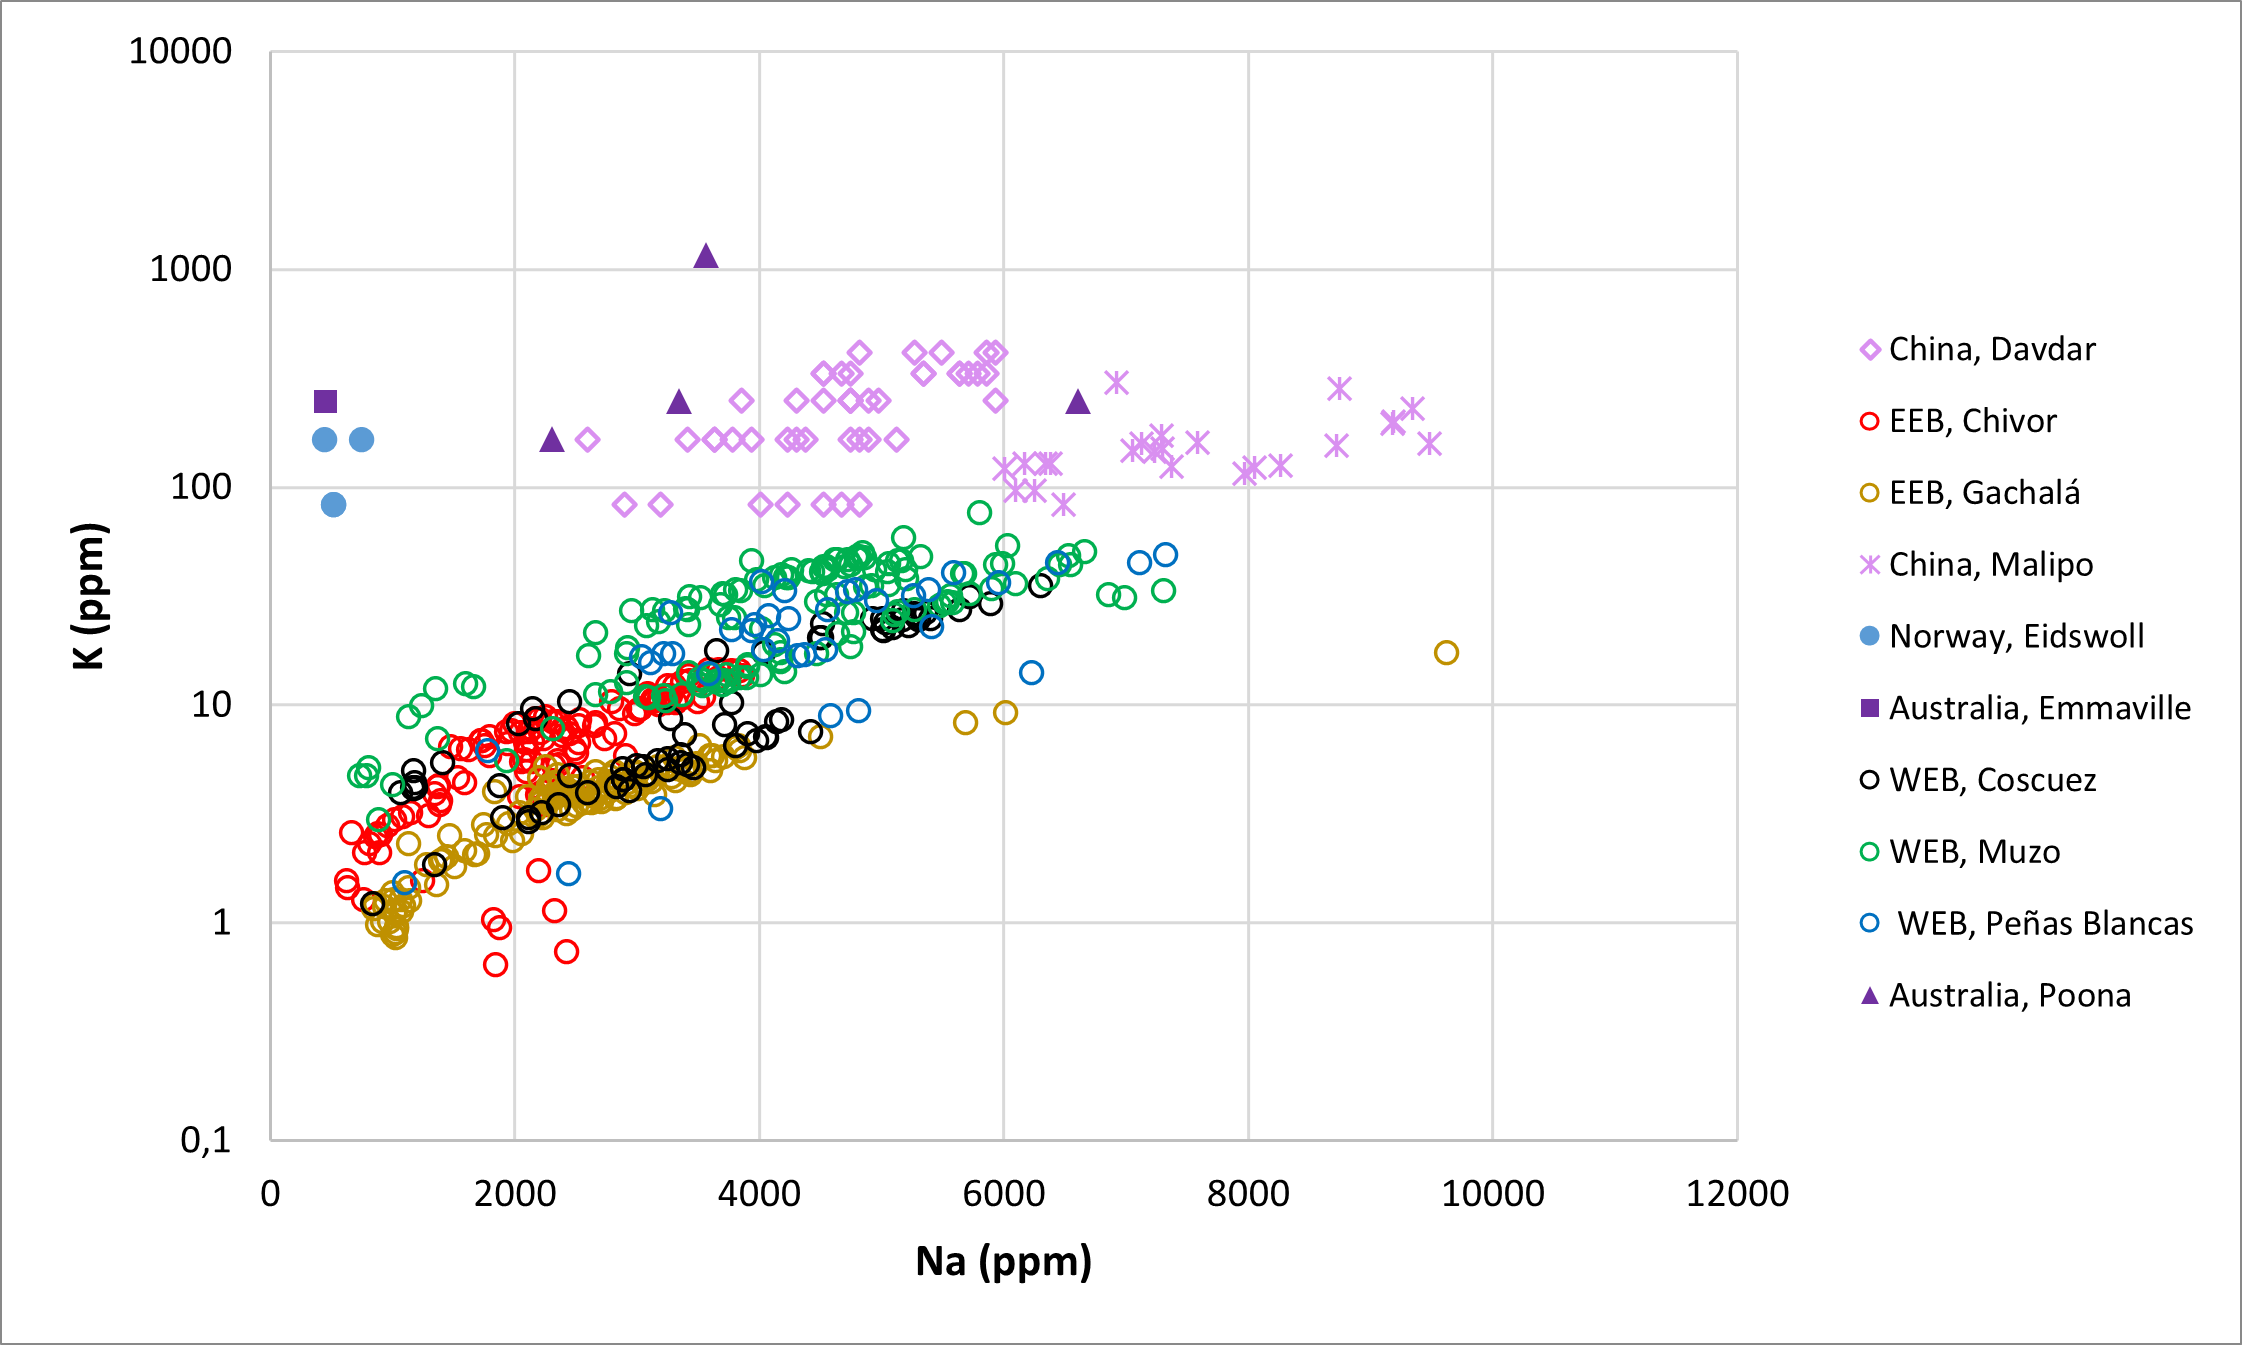 10000
1000
100
10
1
0,1
K (ppm)
0
2000
4000
6000
8000
10000
12000
Na (ppm)
China, Davdar
EEB, Chivor
EEB, Gachalá
China, Malipo
Norway, Eidswoll
Australia, Emmaville
WEB, Coscuez
WEB, Muzo
WEB, Peñas Blancas
Australia, Poona